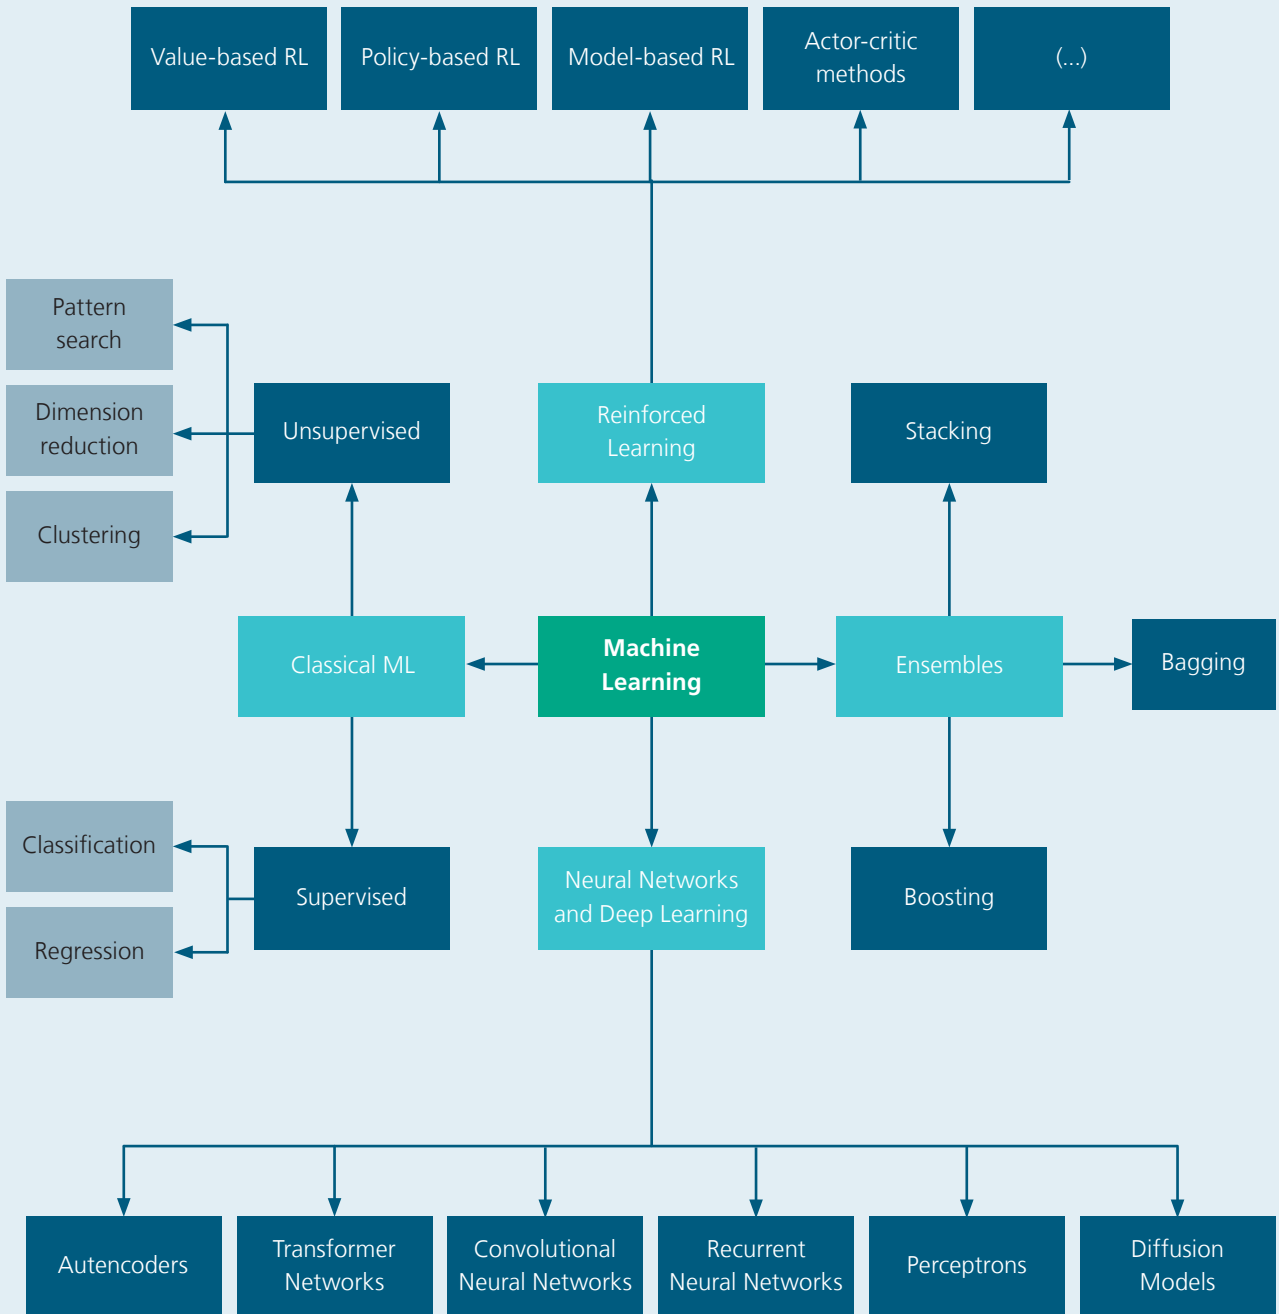 Value-based RL
Policy-based RL
Model-based RL
Actor-critic
methods
(...)
Pattern
search
Dimension
reduction
Clustering
Unsupervised
Reinforced
Learning
Stacking
Classical ML
Machine
Learning
Ensembles
Bagging
Classification
Regression
Supervised
Neural Networks
and Deep Learning
Boosting
Autencoders
Transformer
Networks
Convolutional
Neural Networks
Recurrent
Neural Networks
Perceptrons
Diffusion
Models